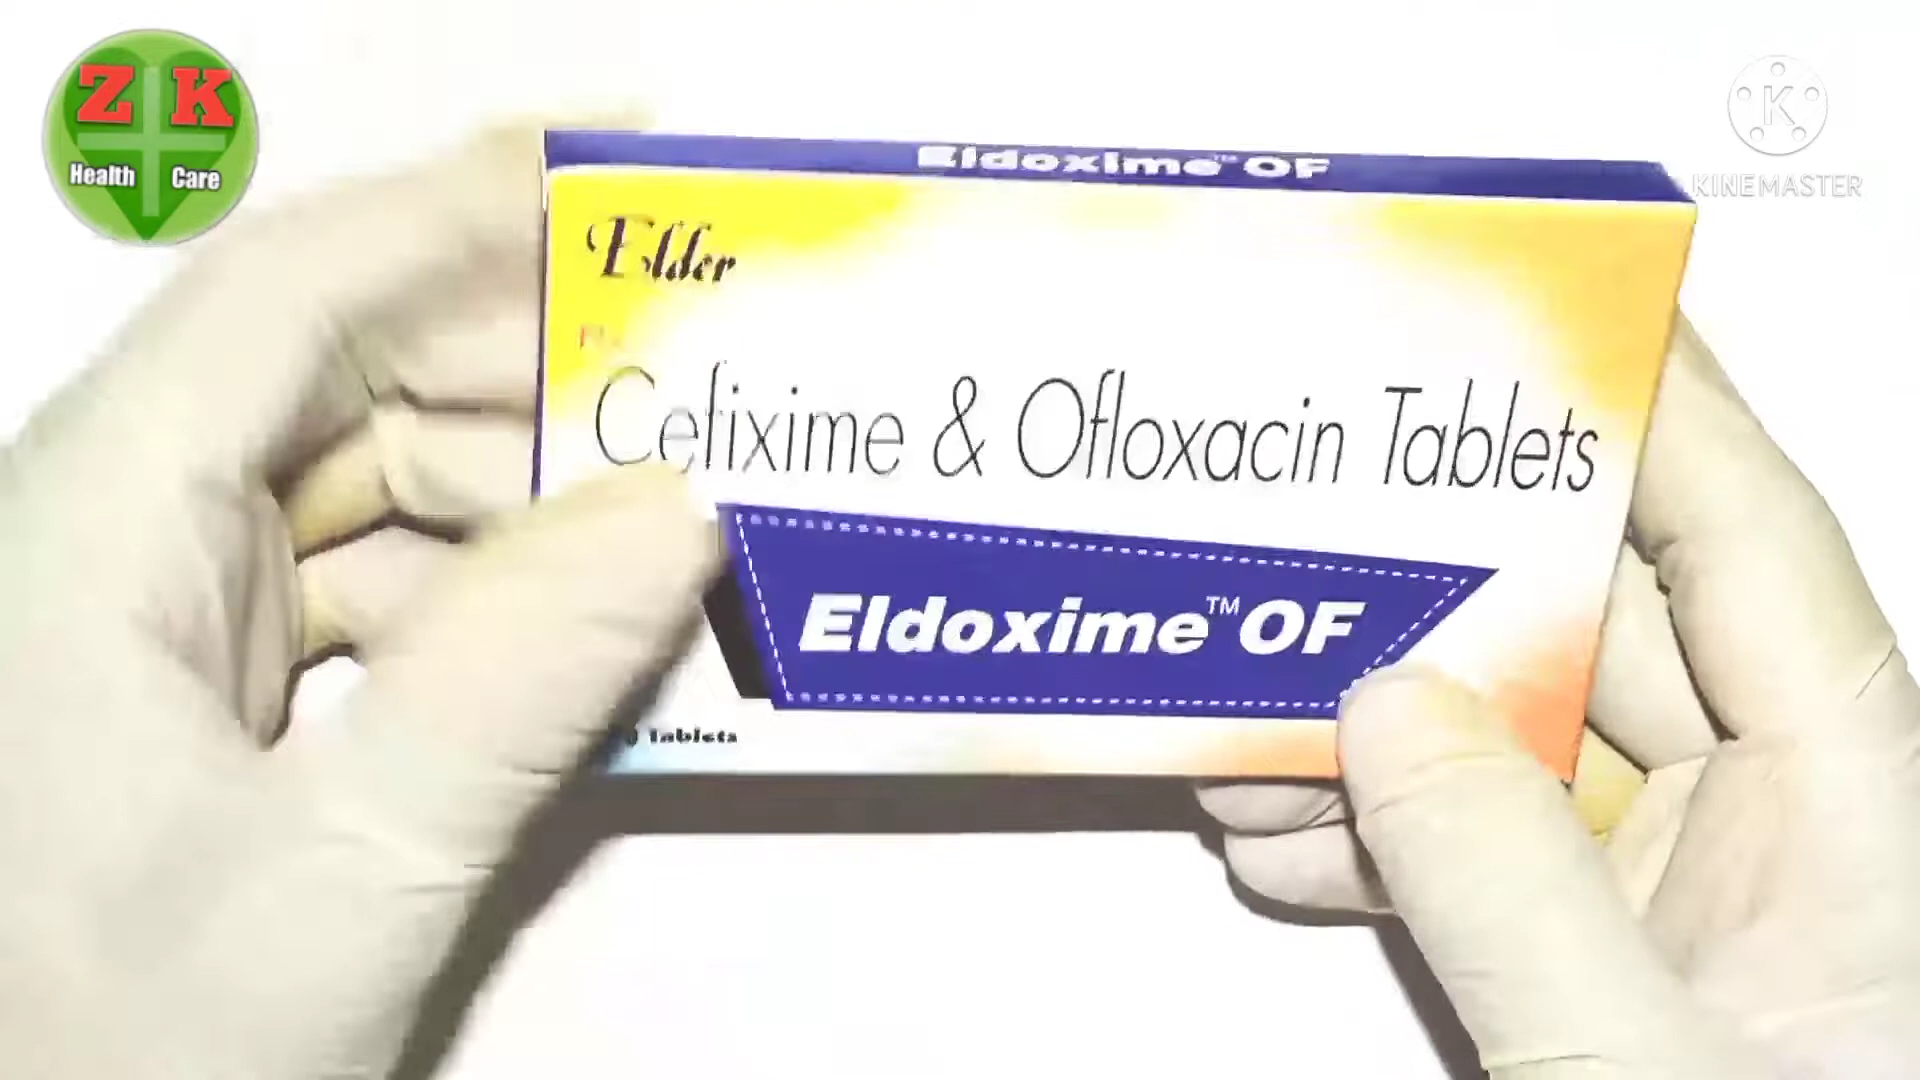 Z K
Health Care
KINEMASTER
Eldoxime™ OF
Elder
Cefixime & Ofloxacin Tablets
Eldoxime™ OF
Tablets